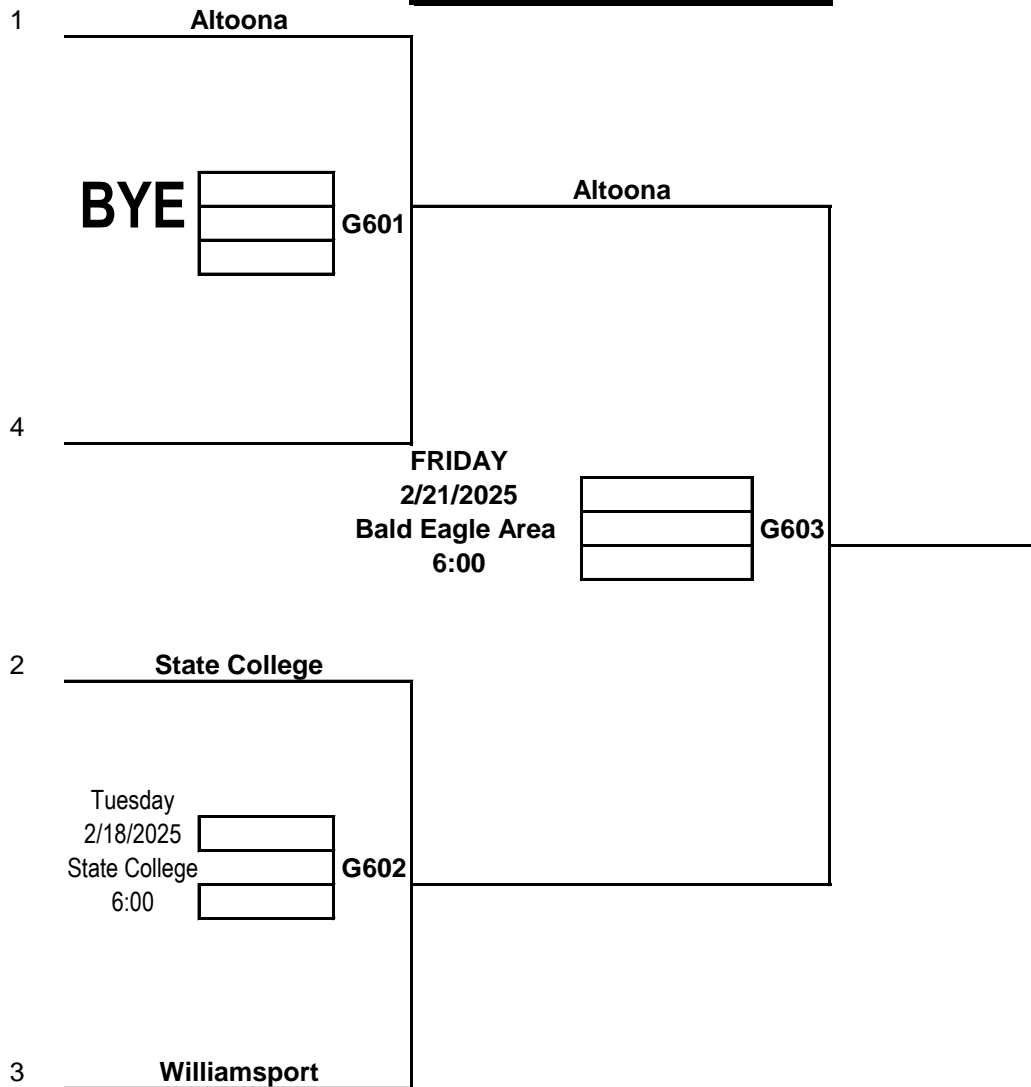 1 Altoona
BYE
G601
Altoona
4
FRIDAY
2/21/2025
Bald Eagle Area
6:00
G603
2 State College
Tuesday
2/18/2025
State College
6:00
G602
3 Williamsport